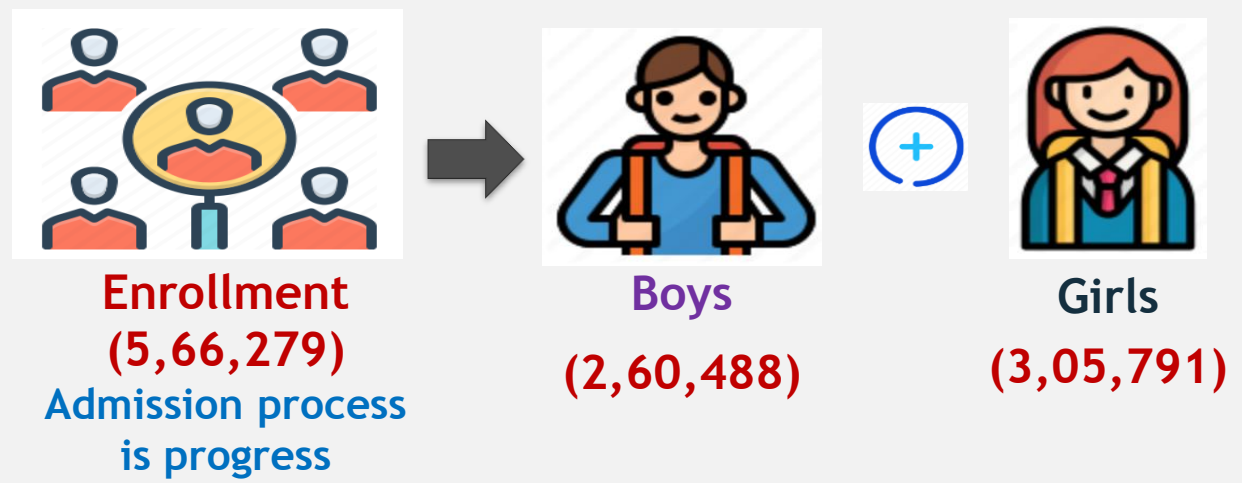 Enrollment
(5,66,279)
Admission process
is progress
Boys
(2,60,488)
Girls
(3,05,791)